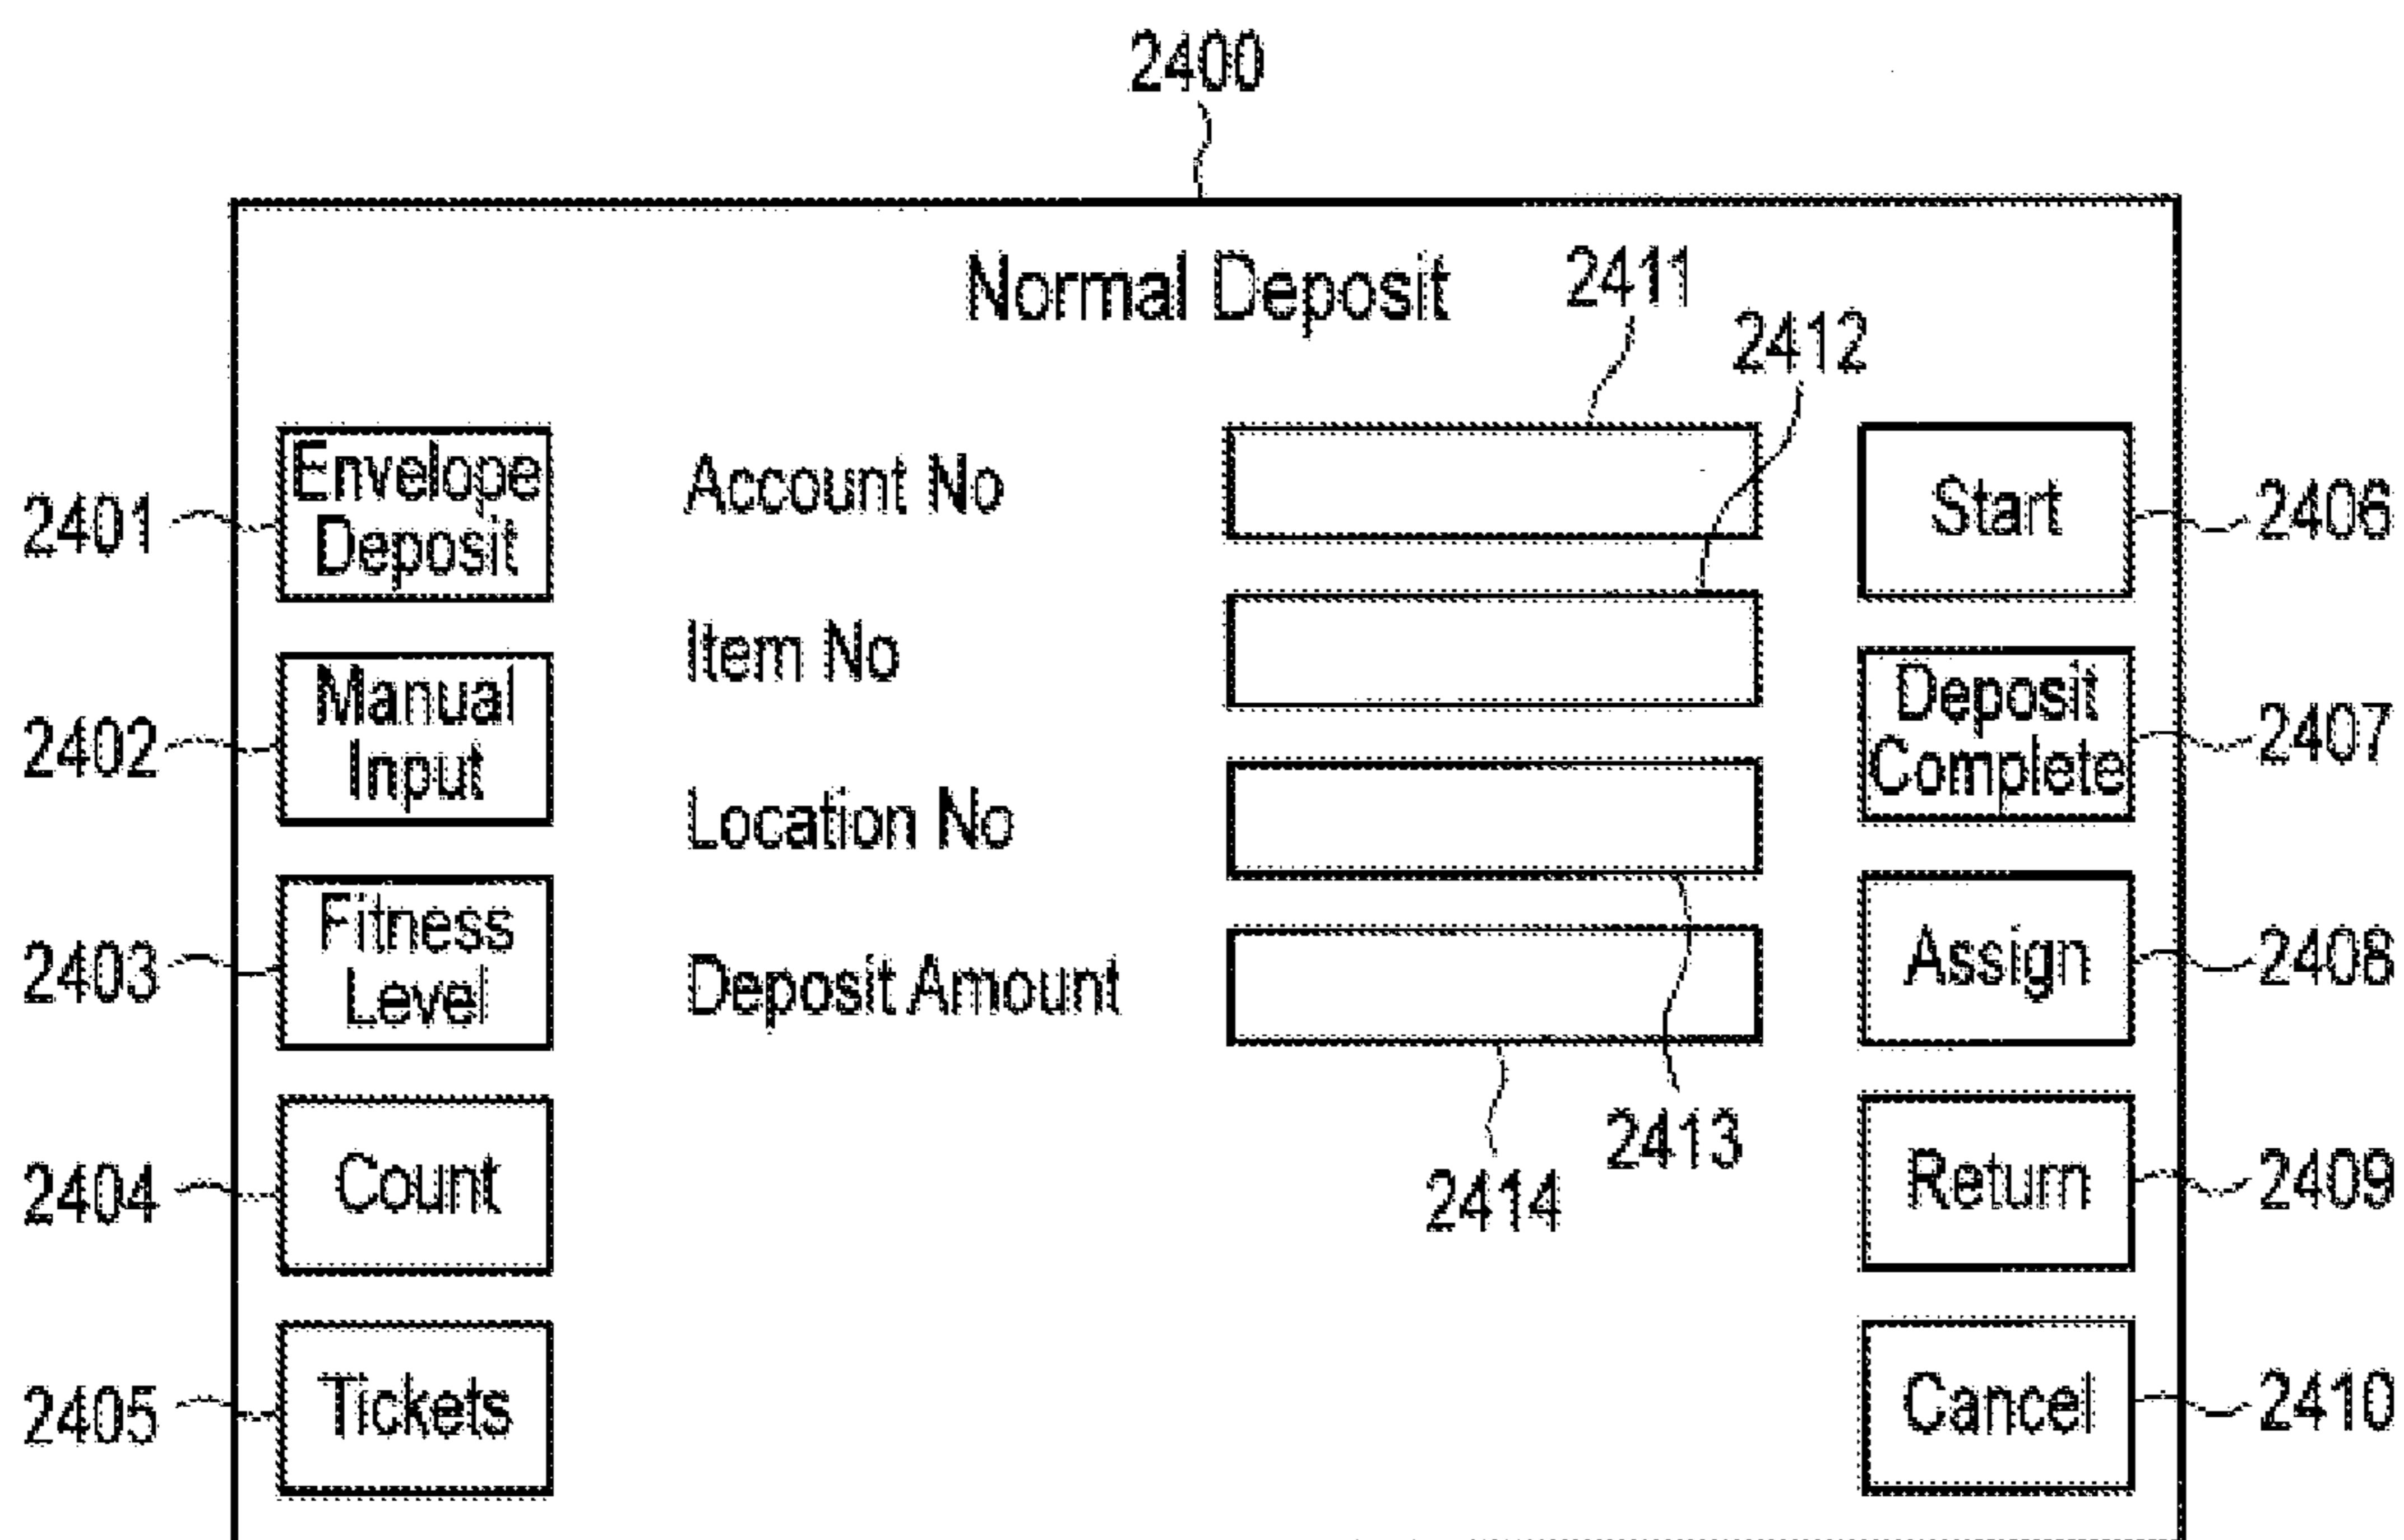 2400
Normal Deposit
2411
2412
Envelope
Deposit
2401
Account No
Start
2406
Item No
Manual
Input
2402
Deposit
Complete
2407
Location No
Fitness
Level
2403
Deposit Amount
Assign
2408
2413
2414
Count
2404
Return
2409
Tickets
2405
Cancel
2410